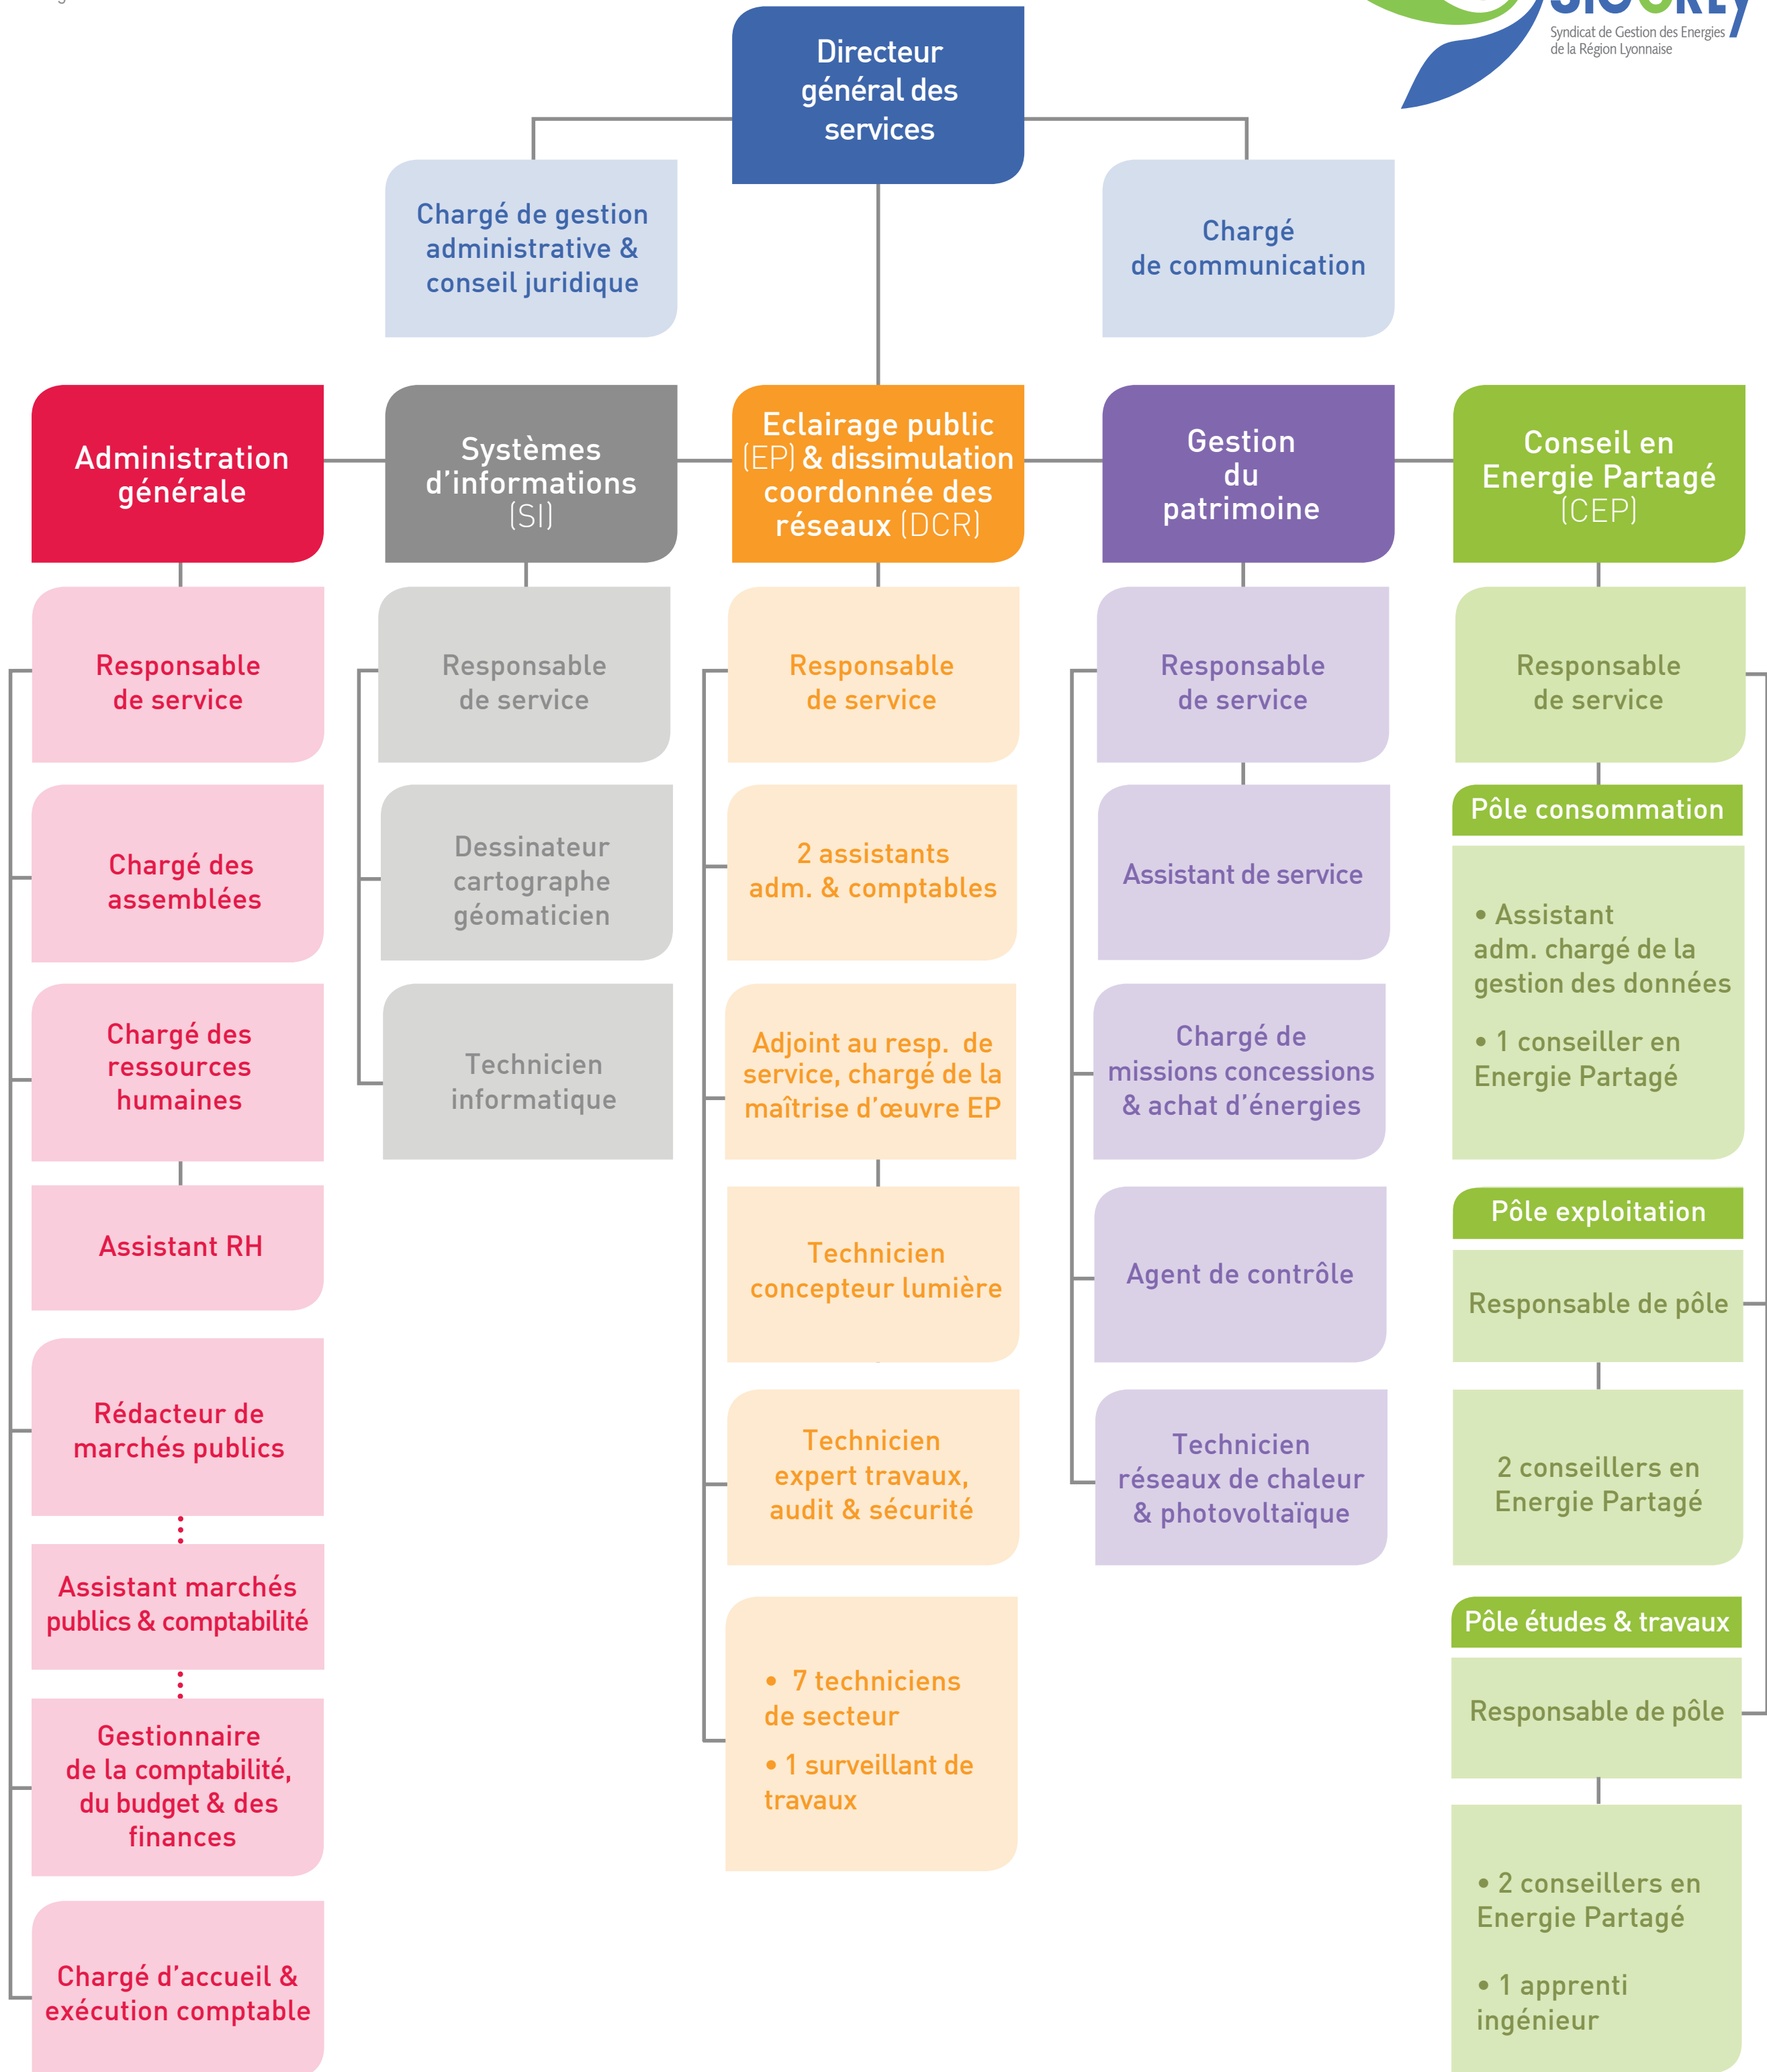 Syndicat de Gestion des Energies
de la Région Lyonnaise
Directeur
général des
services
Chargé de gestion
administrative &
conseil juridique
Chargé
de communication
Administration
générale
Systèmes
d’informations
(SI)
Eclairage public
(EP) & dissimulation
coordonnée des
réseaux (DCR)
Gestion
du
patrimoine
Conseil en
Energie Partagé
(CEP)
Responsable
de service
Chargé des
assemblées
Chargé des
ressources
humaines
Assistant RH
Rédacteur de
marchés publics
Assistant marchés
publics & comptabilité
Gestionnaire
de la comptabilité,
du budget & des
finances
Chargé d’accueil &
exécution comptable
Responsable
de service
Dessinateur
cartographe
géomaticien
Technicien
informatique
Responsable
de service
2 assistants
adm. & comptables
Adjoint au resp. de
service, chargé de la
maîtrise d’œuvre EP
Technicien
concepteur lumière
Technicien
expert travaux,
audit & sécurité
• 7 techniciens
de secteur
• 1 surveillant de
travaux
Responsable
de service
Assistant de service
Chargé de
missions concessions
& achat d’énergies
Agent de contrôle
Technicien
réseaux de chaleur
& photovoltaïque
Responsable
de service
Pôle consommation
• Assistant
adm. chargé de la
gestion des données
• 1 conseiller en
Energie Partagé
Pôle exploitation
Responsable de pôle
2 conseillers en
Energie Partagé
Pôle études & travaux
Responsable de pôle
• 2 conseillers en
Energie Partagé
• 1 apprenti
ingénieur